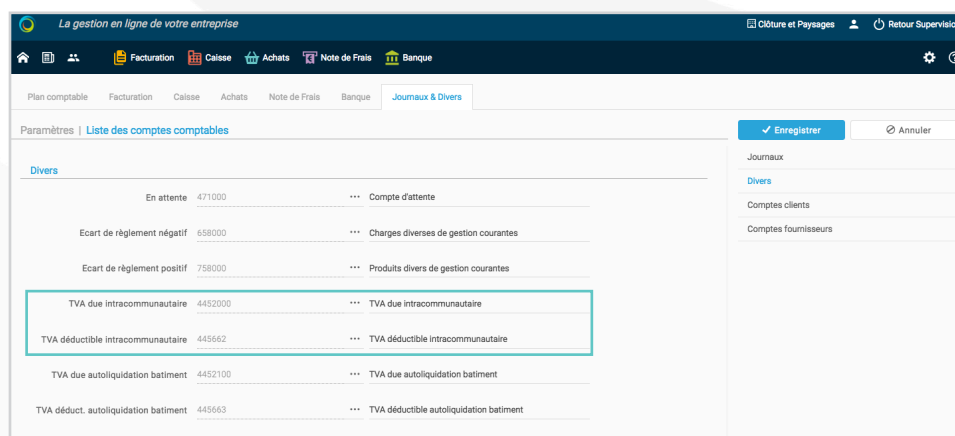 La gestion en ligne de votre entreprise
Clôture et Paysages
Retour Supervisio
Facturation
Caisse
Achats
Note de Frais
Banque
Plan comptable
Facturation
Caisse
Achats
Note de Frais
Banque
Journaux & Divers
Paramètres | Liste des comptes comptables
Enregistrer
Annuler
Journaux
Divers
Comptes clients
Comptes fournisseurs
Divers
En attente 471000 ••• Compte d'attente
Ecart de règlement négatif 658000 ••• Charges diverses de gestion courantes
Ecart de règlement positif 758000 ••• Produits divers de gestion courantes
TVA due intracommunautaire 4452000 ••• TVA due intracommunautaire
TVA déductible intracommunautaire 445662 ••• TVA déductible intracommunautaire
TVA due autoliquidation batiment 4452100 ••• TVA due autoliquidation batiment
TVA déduct. autoliquidation batiment 445663 ••• TVA déductible autoliquidation batiment